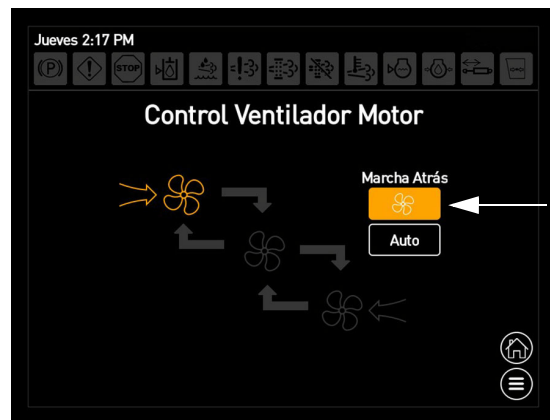 Jueves 2:17 PM
(P)
STOP
Control Ventilador Motor
Marcha Atrás
Auto